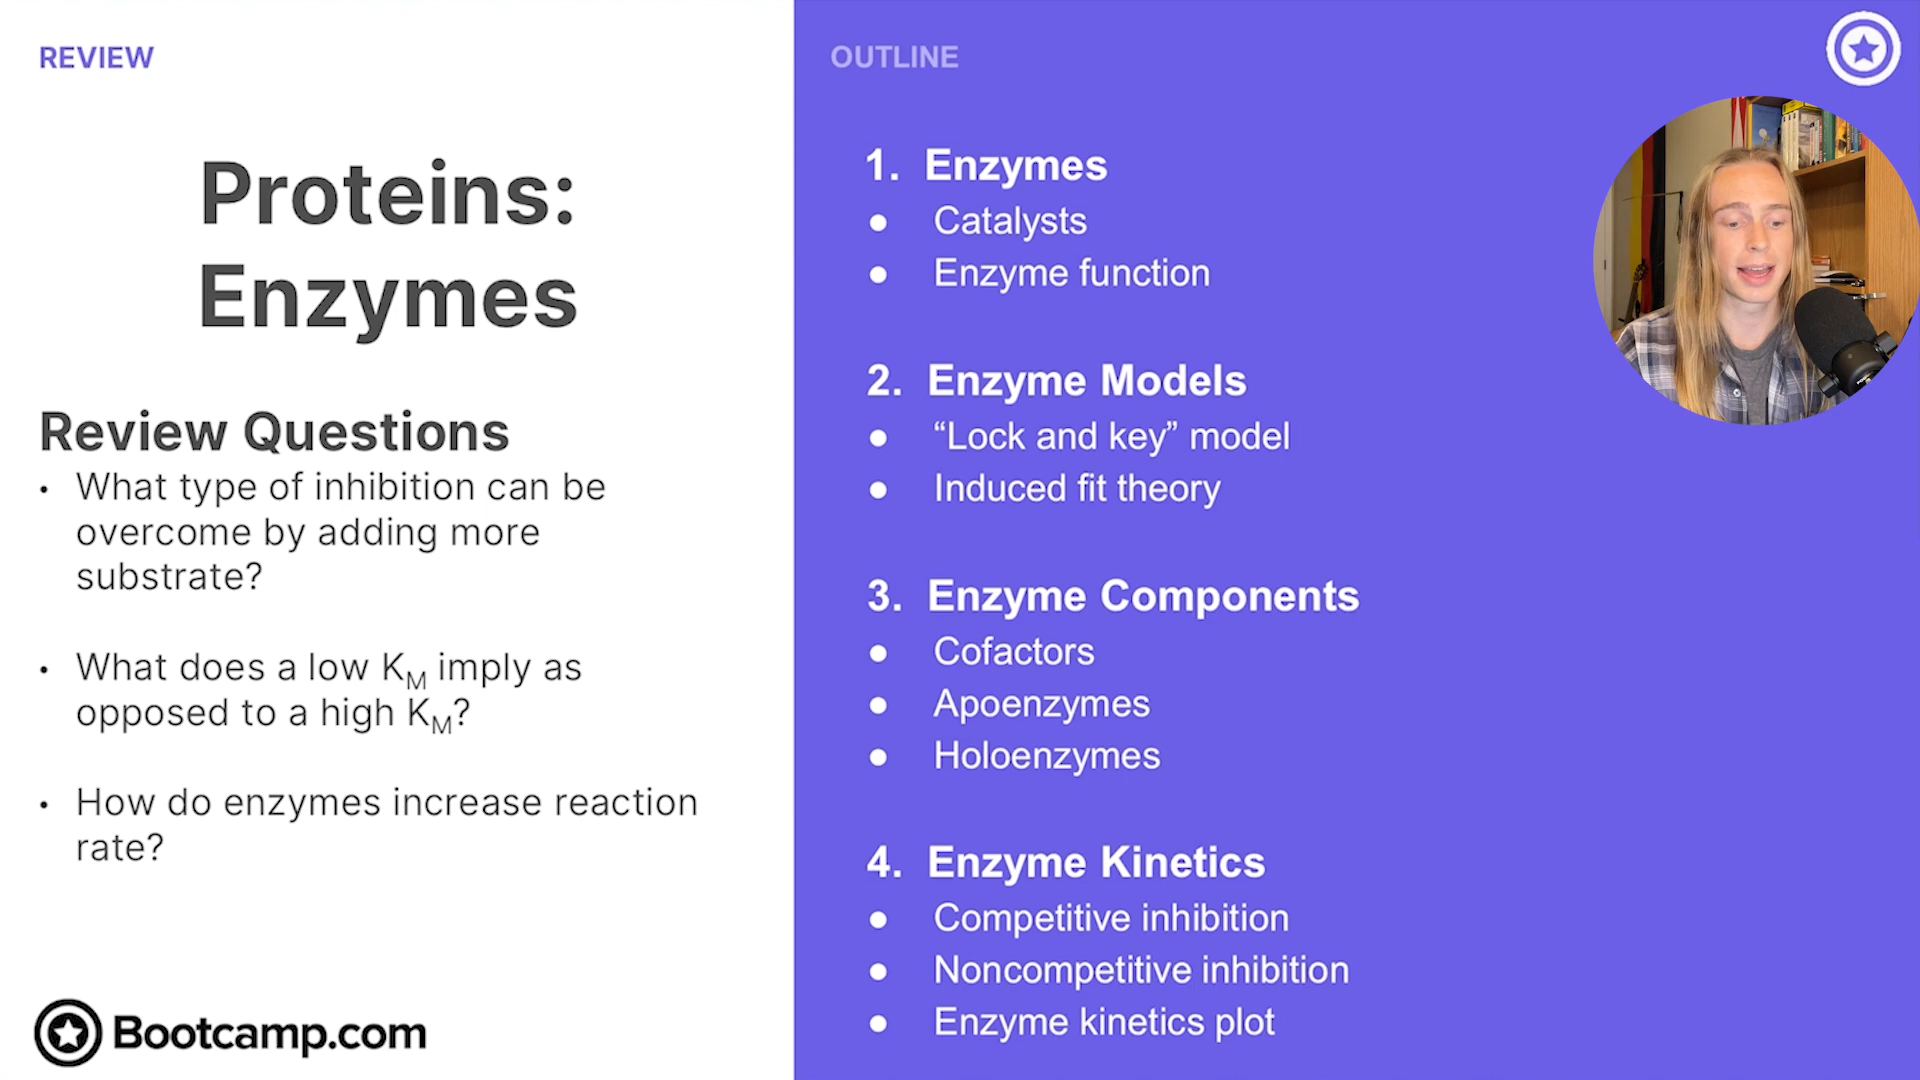 REVIEW
Proteins:
Enzymes
Review Questions
• What type of inhibition can be
overcome by adding more
substrate?
• What does a low KM imply as
opposed to a high KM?
• How do enzymes increase reaction
rate?
Bootcamp.com
OUTLINE
1. Enzymes
● Catalysts
● Enzyme function
2. Enzyme Models
● “Lock and key” model
● Induced fit theory
3. Enzyme Components
● Cofactors
● Apoenzymes
● Holoenzymes
4. Enzyme Kinetics
● Competitive inhibition
● Noncompetitive inhibition
● Enzyme kinetics plot